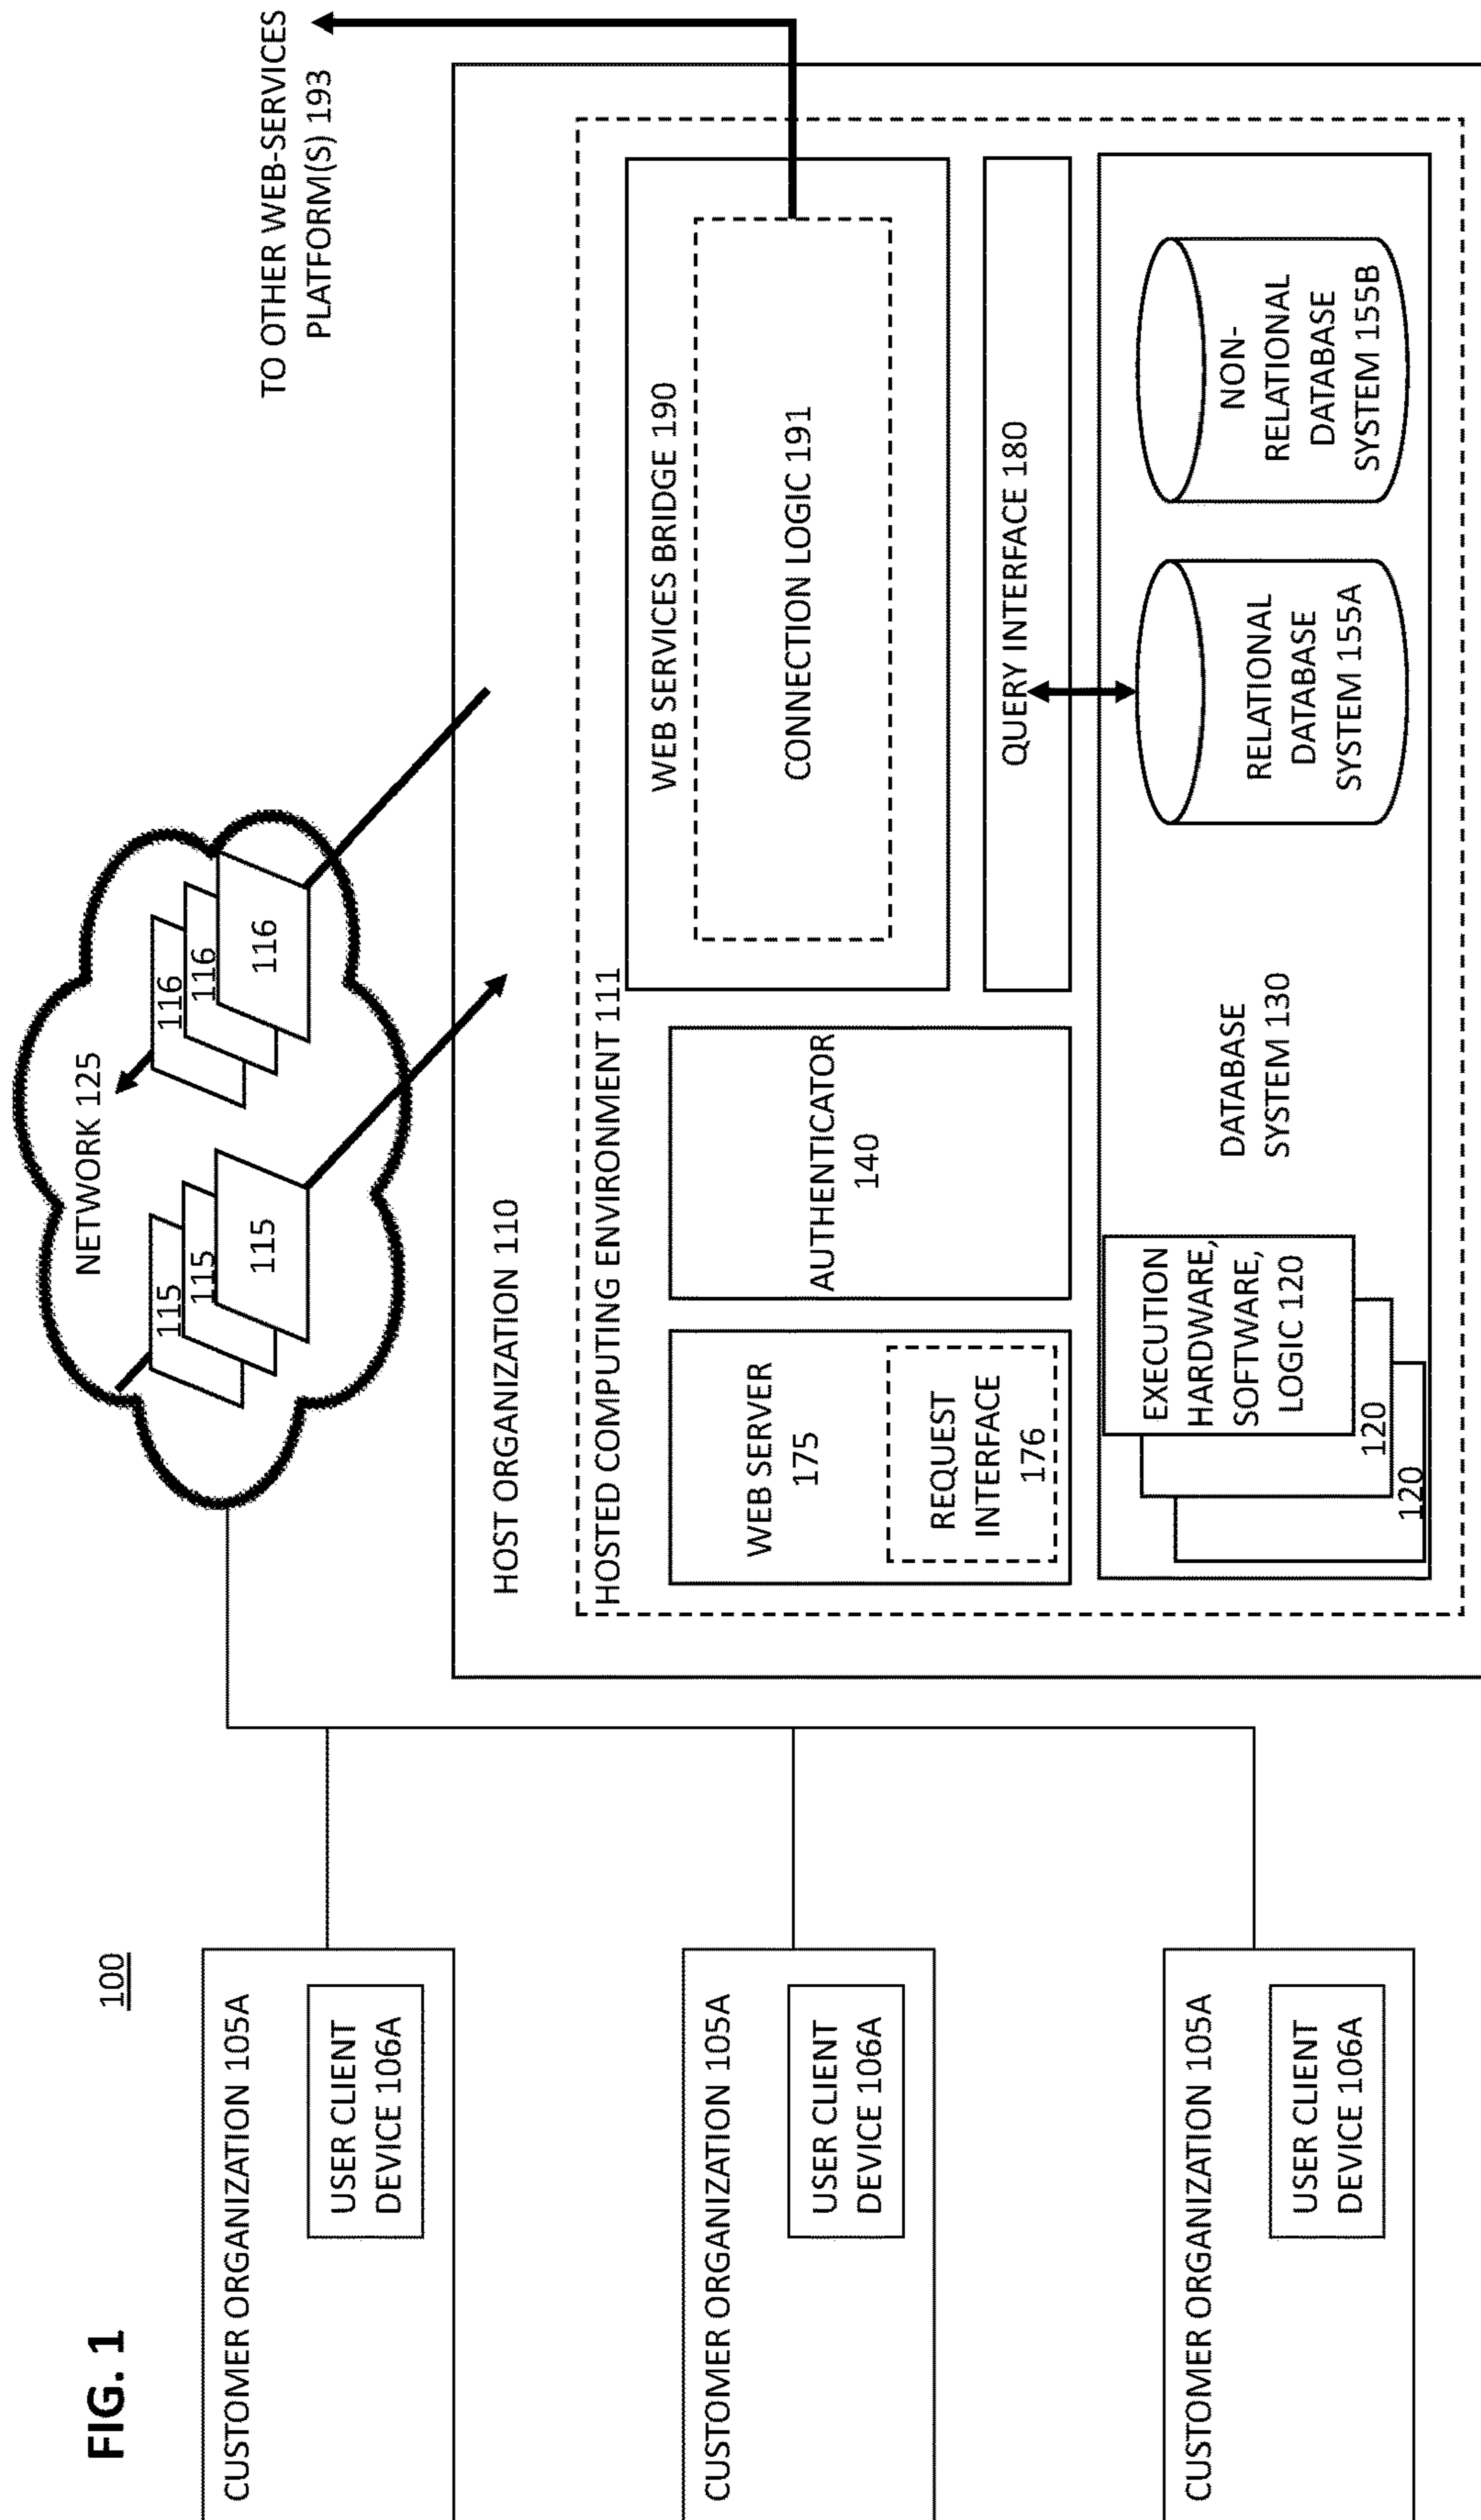 FIG. 1
100
CUSTOMER ORGANIZATION 105A
USER CLIENT
DEVICE 106A
CUSTOMER ORGANIZATION 105A
USER CLIENT
DEVICE 106A
CUSTOMER ORGANIZATION 105A
USER CLIENT
DEVICE 106A
NETWORK 125
115
115
115
116
116
116
TO OTHER WEB-SERVICES
PLATFORM(S) 193
HOST ORGANIZATION 110
HOSTED COMPUTING ENVIRONMENT 111
WEB SERVER
175
REQUEST
INTERFACE
176
AUTHENTICATOR
140
WEB SERVICES BRIDGE 190
CONNECTION LOGIC 191
QUERY INTERFACE 180
EXECUTION
HARDWARE,
SOFTWARE,
LOGIC 120
120
120
DATABASE
SYSTEM 130
RELATIONAL
DATABASE
SYSTEM 155A
NON-
RELATIONAL
DATABASE
SYSTEM 155B